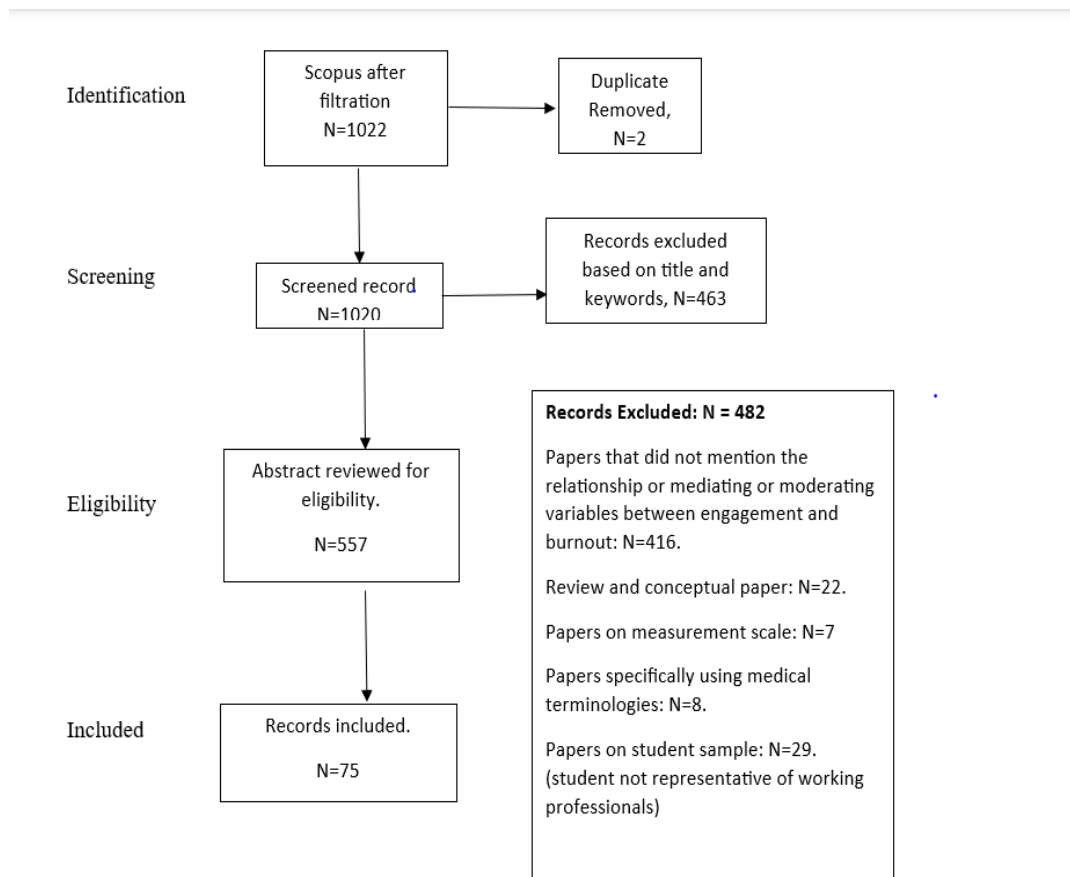 Identification
Scopus after
filtration
N=1022
Duplicate
Removed,
N=2
Screening
Screened record
N=1020
Records excluded
based on title and
keywords, N=463
Eligibility
Abstract reviewed for
eligibility.
N=557
Records Excluded: N = 482
Papers that did not mention the
relationship or mediating or moderating
variables between engagement and
burnout: N=416.
Review and conceptual paper: N=22.
Papers on measurement scale: N=7
Papers specifically using medical
terminologies: N=8.
Papers on student sample: N=29.
(student not representative of working
professionals)
Included
Records included.
N=75